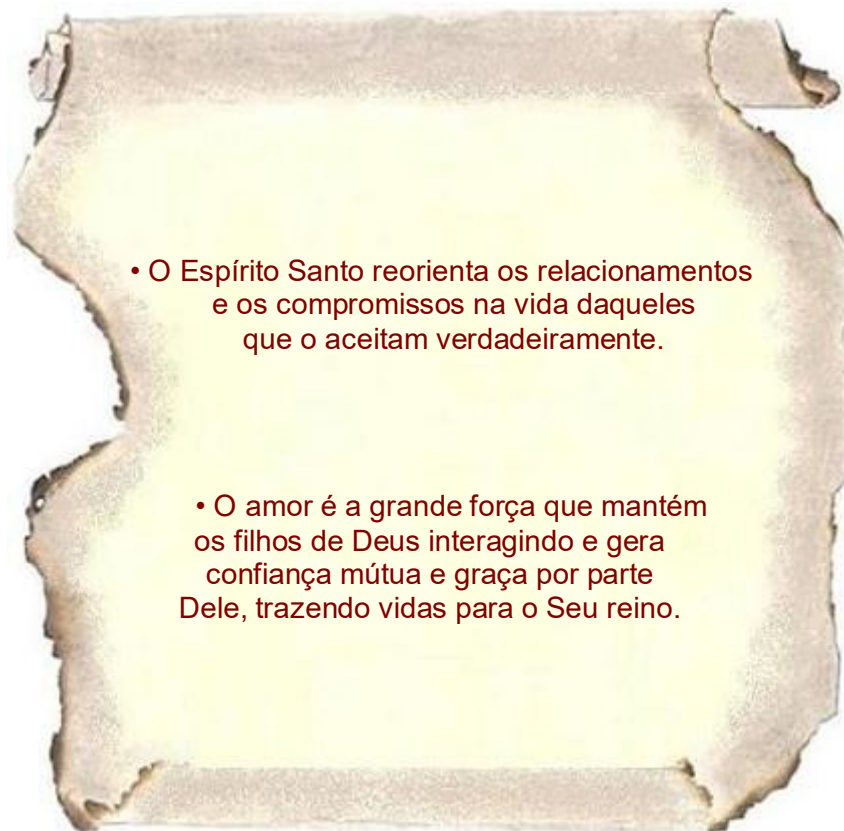 • O Espírito Santo reorienta os relacionamentos
e os compromissos na vida daqueles
que o aceitam verdadeiramente.
• O amor é a grande força que mantém
os filhos de Deus interagindo e gera
confiança mútua e graça por parte
Dele, trazendo vidas para o Seu reino.